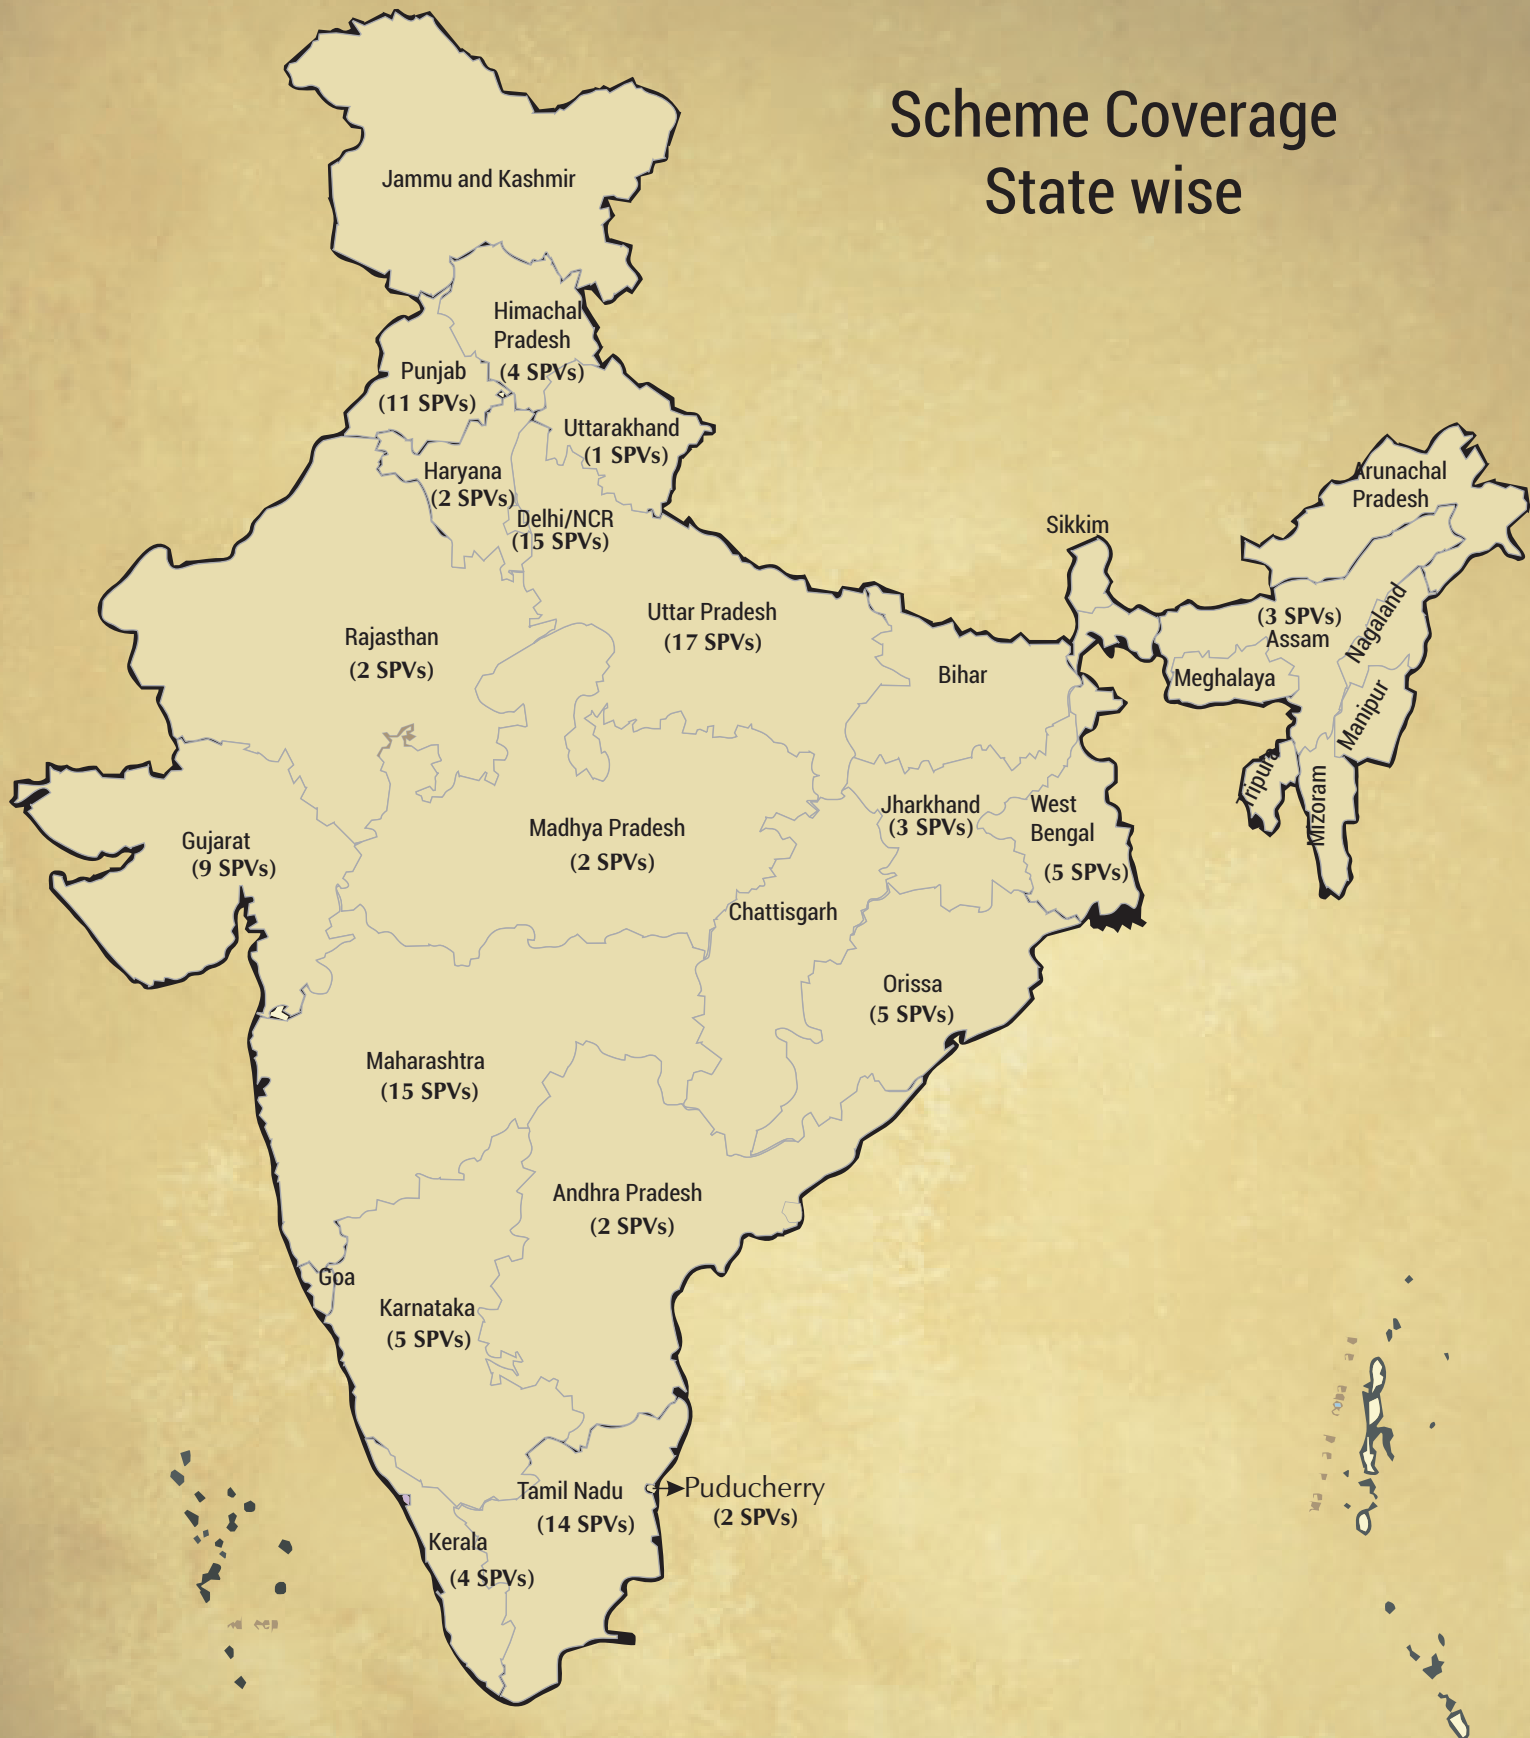 Scheme Coverage
State wise
Jammu and Kashmir
Himachal
Pradesh
(4 SPVs)
Punjab
(11 SPVs)
Uttarakhand
(1 SPVs)
Haryana
(2 SPVs)
Delhi/NCR
(15 SPVs)
Arunachal
Pradesh
Sikkim
Rajasthan
(2 SPVs)
Uttar Pradesh
(17 SPVs)
Bihar
(3 SPVs)
Assam
Nagaland
Meghalaya
Manipur
Tripura
Mizoram
Gujarat
(9 SPVs)
Madhya Pradesh
(2 SPVs)
Jharkhand
(3 SPVs)
West
Bengal
(5 SPVs)
Chattisgarh
Orissa
(5 SPVs)
Maharashtra
(15 SPVs)
Andhra Pradesh
(2 SPVs)
Goa
Karnataka
(5 SPVs)
Tamil Nadu
(14 SPVs)
Puducherry
(2 SPVs)
Kerala
(4 SPVs)